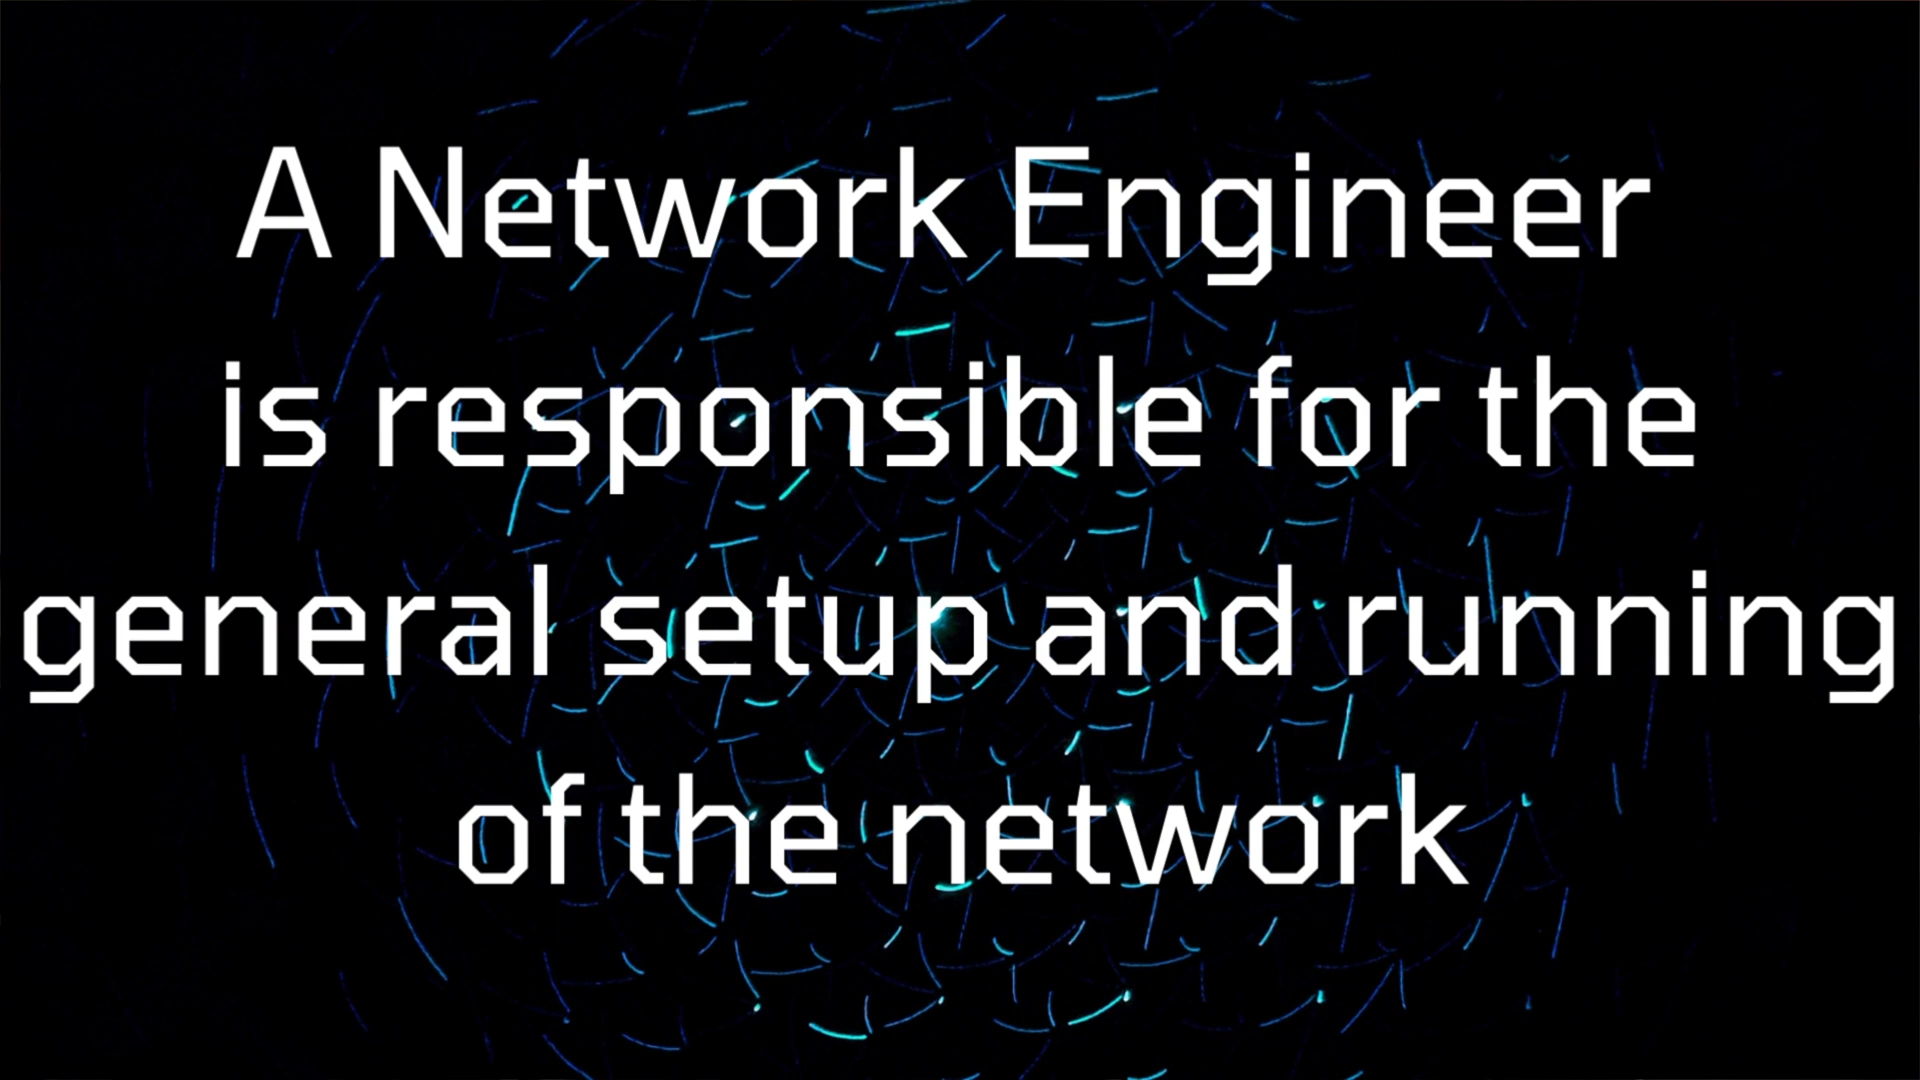 A Network Engineer
is responsible for the
general setup and running
of the network